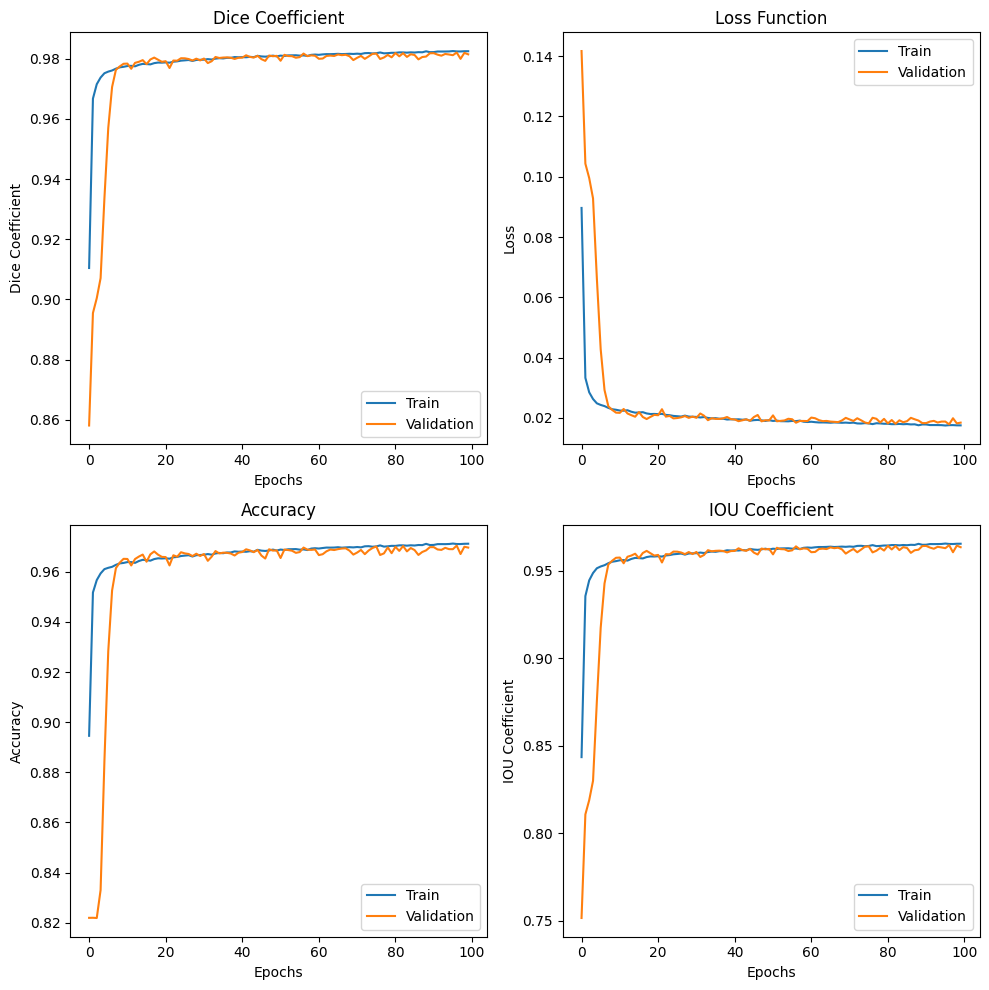 Dice Coefficient
Dice Coefficient
0.98
0.96
0.94
0.92
0.90
0.88
0.86
Train
Validation
0 20 40 60 80 100
Epochs
Loss Function
Loss
0.14
0.12
0.10
0.08
0.06
0.04
0.02
Train
Validation
0 20 40 60 80 100
Epochs
Accuracy
Accuracy
0.96
0.94
0.92
0.90
0.88
0.86
0.84
0.82
Train
Validation
0 20 40 60 80 100
Epochs
IOU Coefficient
IOU Coefficient
0.95
0.90
0.85
0.80
0.75
Train
Validation
0 20 40 60 80 100
Epochs